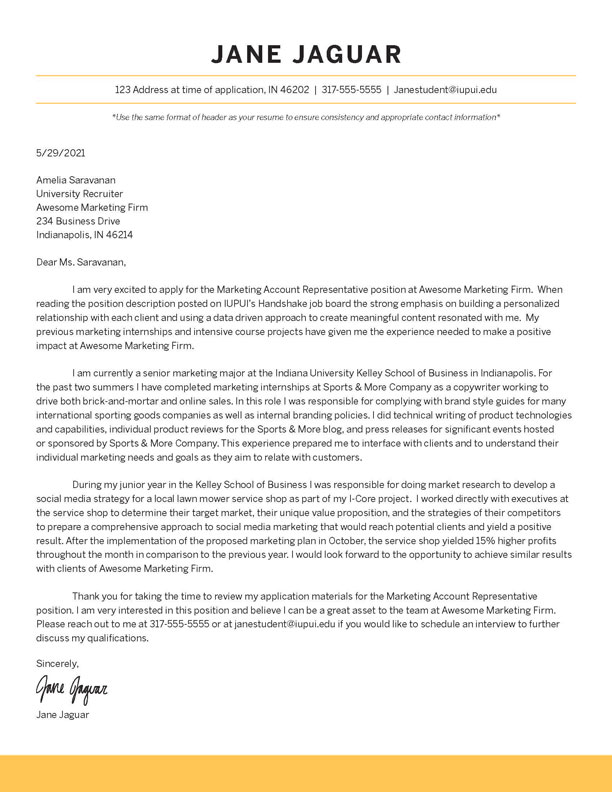 JANE JAGUAR
123 Address at time of application, IN 46202 | 317-555-5555 | Janestudent@iupui.edu
*Use the same format of header as your resume to ensure consistency and appropriate contact information*
5/29/2021
Amelia Saravanan
University Recruiter
Awesome Marketing Firm
234 Business Drive
Indianapolis, IN 46214
Dear Ms. Saravanan,
I am very excited to apply for the Marketing Account Representative position at Awesome Marketing Firm. When
reading the position description posted on IUPUI's Handshake job board the strong emphasis on building a personalized
relationship with each client and using a data driven approach to create meaningful content resonated with me. My
previous marketing internships and intensive course projects have given me the experience needed to make a positive
impact at Awesome Marketing Firm.
I am currently a senior marketing major at the Indiana University Kelley School of Business in Indianapolis. For
the past two summers I have completed marketing internships at Sports & More Company as a copywriter working to
drive both brick-and-mortar and online sales. In this role I was responsible for complying with brand style guides for many
international sporting goods companies as well as internal branding policies. I did technical writing of product technologies
and capabilities, individual product reviews for the Sports & More blog, and press releases for significant events hosted
or sponsored by Sports & More Company. This experience prepared me to interface with clients and to understand their
individual marketing needs and goals as they aim to relate with customers.
During my junior year in the Kelley School of Business I was responsible for doing market research to develop a
social media strategy for a local lawn mower service shop as part of my I-Core project. I worked directly with executives at
the service shop to determine their target market, their unique value proposition, and the strategies of their competitors
to prepare a comprehensive approach to social media marketing that would reach potential clients and yield a positive
result. After the implementation of the proposed marketing plan in October, the service shop yielded 15% higher profits
throughout the month in comparison to the previous year. I would look forward to the opportunity to achieve similar results
with clients of Awesome Marketing Firm.
Thank you for taking the time to review my application materials for the Marketing Account Representative
position. I am very interested in this position and believe I can be a great asset to the team at Awesome Marketing Firm.
Please reach out to me at 317-555-5555 or at janestudent@iupui.edu if you would like to schedule an interview to further
discuss my qualifications.
Sincerely,
Jane Jaguar
Jane Jaguar